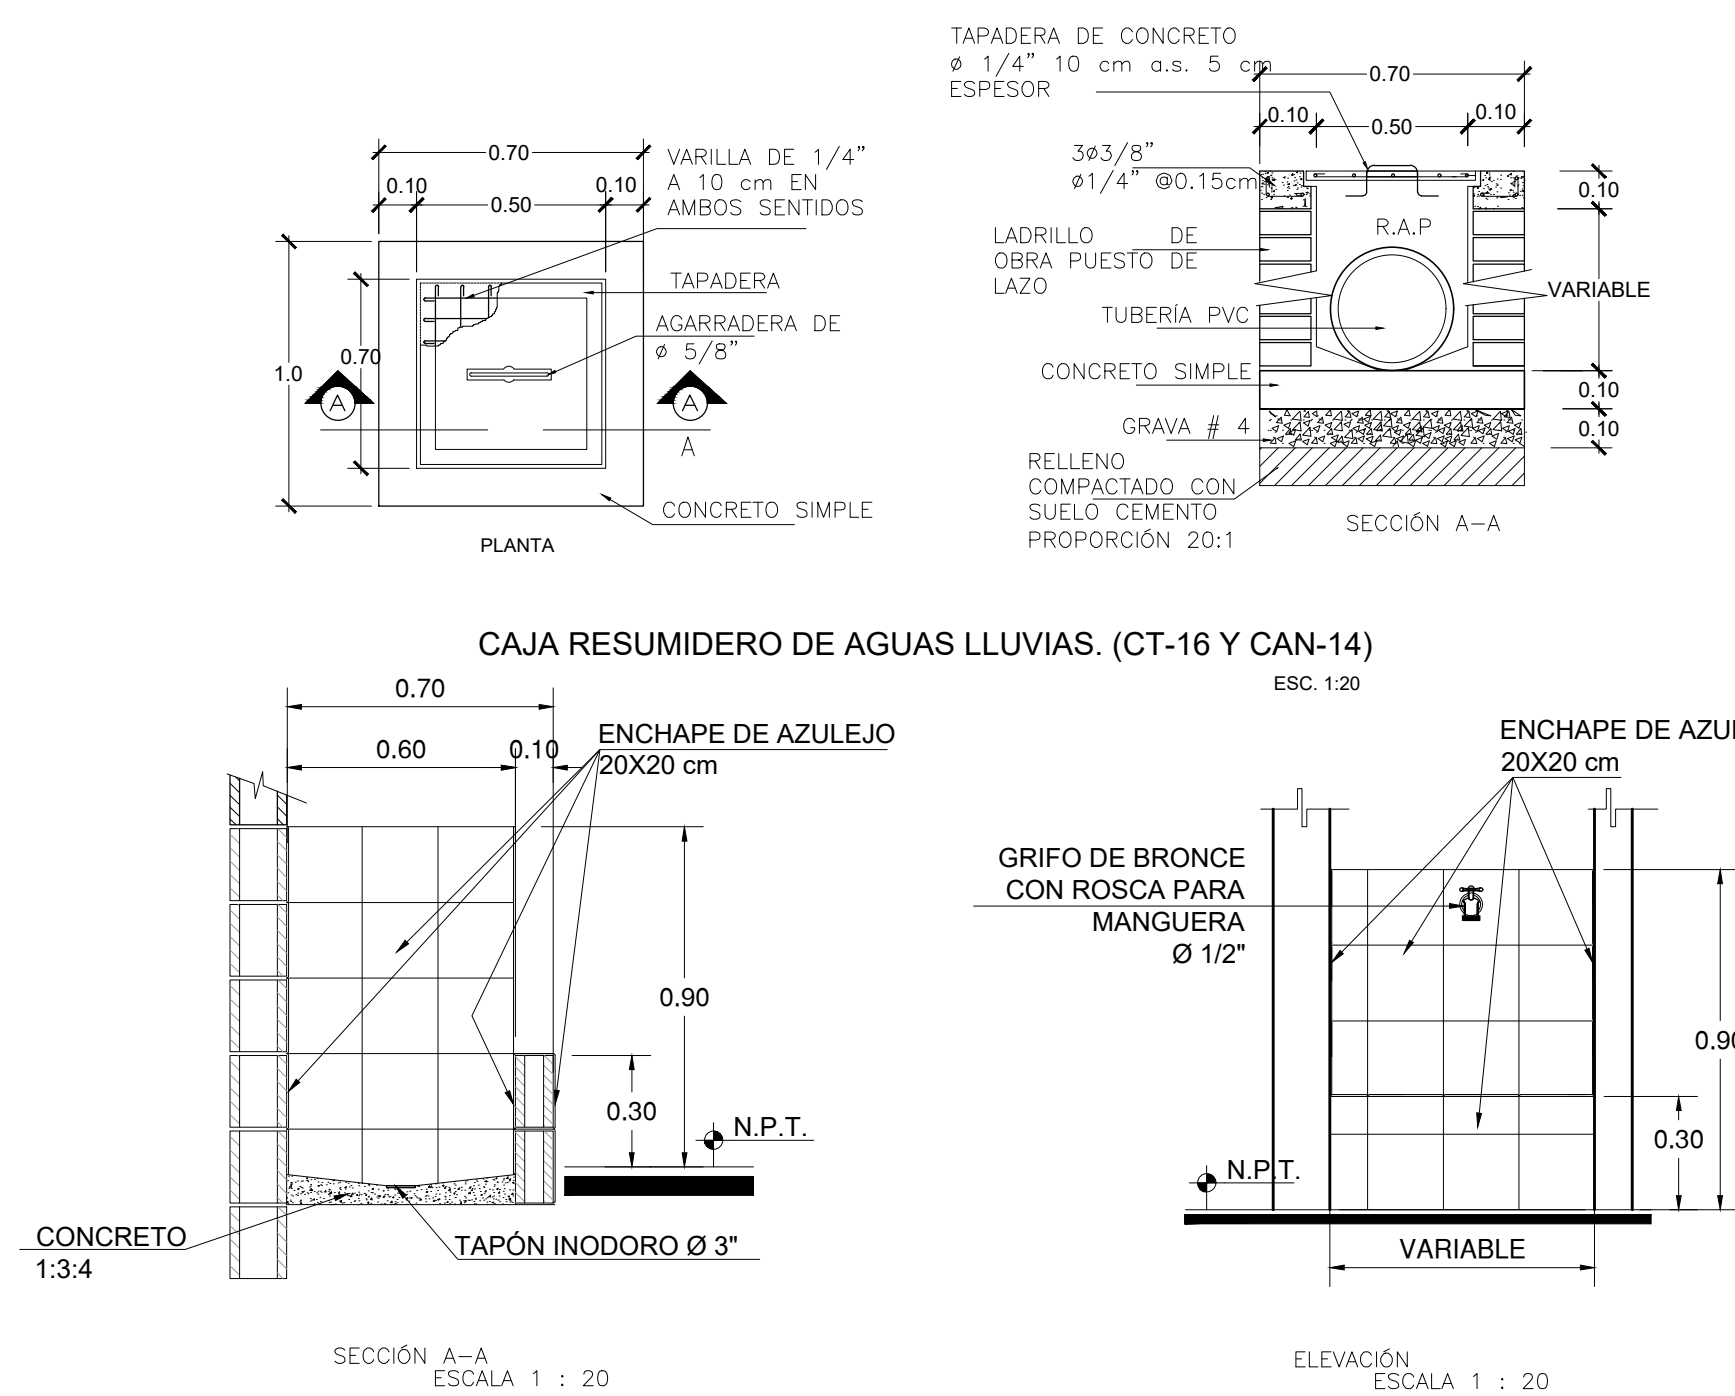 0.70
0.10
0.10
0.50
VARILLA DE 1/4"
A 10 cm EN
AMBOS SENTIDOS
TAPADERA
AGARRADERA DE
ø 5/8"
1.0
0.70
A
A
A
CONCRETO SIMPLE
PLANTA
TAPADERA DE CONCRETO
ø 1/4" 10 cm a.s. 5 cm
ESPESOR
0.70
0.10
0.50
0.10
3ø3/8"
ø1/4" @0.15cm
0.10
R.A.P
LADRILLO DE
OBRA PUESTO DE
LAZO
VARIABLE
TUBERÍA PVC
CONCRETO SIMPLE
0.10
GRAVA # 4
0.10
RELLENO
COMPACTADO CON
SUELO CEMENTO
PROPORCIÓN 20:1
SECCIÓN A-A
CAJA RESUMIDERO DE AGUAS LLUVIAS. (CT-16 Y CAN-14)
ESC. 1:20
0.70
0.60
0.10
ENCHAPE DE AZULEJO
20X20 cm
0.90
0.30
N.P.T.
CONCRETO
1:3:4
TAPÓN INODORO Ø 3"
SECCIÓN A-A
ESCALA 1 : 20
ENCHAPE DE AZU
20X20 cm
GRIFO DE BRONCE
CON ROSCA PARA
MANGUERA
Ø 1/2"
0.90
0.30
N.P.T.
VARIABLE
ELEVACIÓN
ESCALA 1 : 20